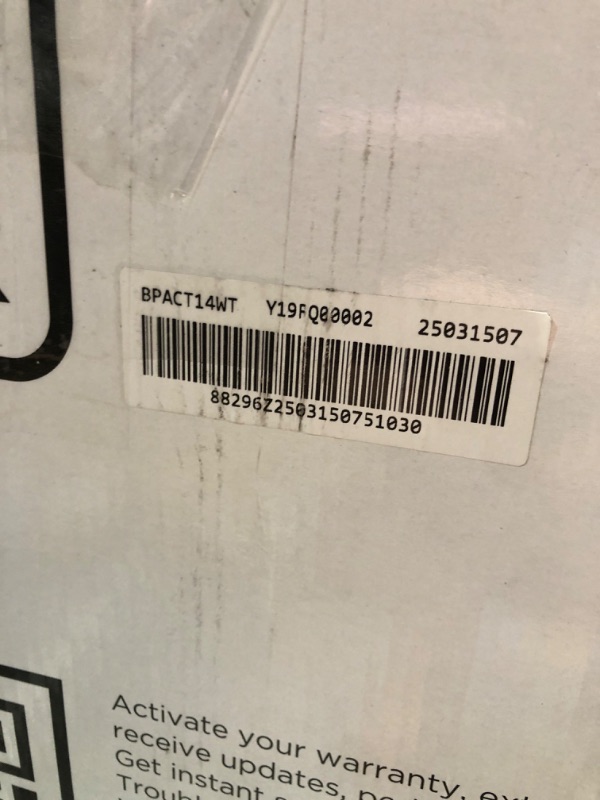 BPACT14WT Y19FQ00002 25031507
88296Z2503150751030
Activate your warranty,
receive updates,
Get instant